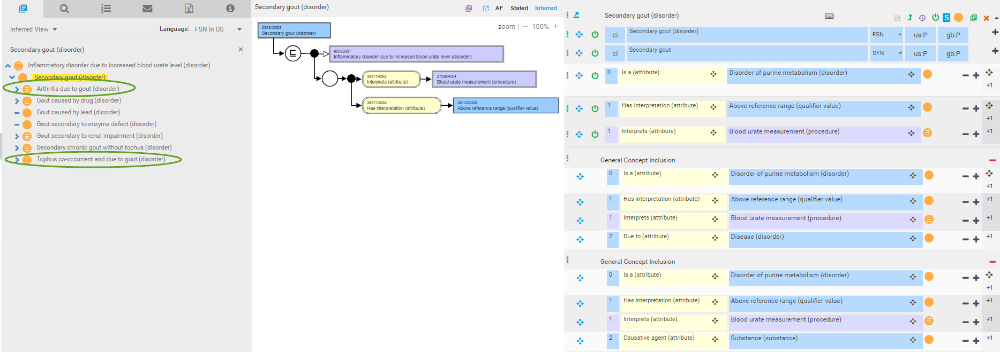 Inferred View
Language: FSN in US
Secondary gout (disorder)
Inflammatory disorder due to increased blood urate level (disorder)
Secondary gout (disorder)
Arthritis due to gout (disorder)
Gout caused by drug (disorder)
Gout caused by lead (disorder)
Gout secondary to enzyme defect (disorder)
Gout secondary to renal impairment (disorder)
Secondary chronic gout without tophus (disorder)
Tophus co-occurrent and due to gout (disorder)
Secondary gout (disorder)
AF Stated Inferred
zoom | − 100% +
239843003
Secondary gout (disorder)
⊑
90560007
Inflammatory disorder due to increased blood urate level (disorder)
363714003
Interprets (attribute)
270984004
Blood urate measurement (procedure)
363713009
Has interpretation (attribute)
281302008
Above reference range (qualifier value)
Secondary gout (disorder)
S
ci Secondary gout (disorder) FSN us:P gb:P
ci Secondary gout SYN us:P gb:P
0 Is a (attribute) Disorder of purine metabolism (disorder)
+1
1 Has interpretation (attribute) Above reference range (qualifier value)
+1
1 Interprets (attribute) Blood urate measurement (procedure) +1
General Concept Inclusion
0 Is a (attribute) Disorder of purine metabolism (disorder)
+1
1 Has interpretation (attribute) Above reference range (qualifier value) +1
1 Interprets (attribute) Blood urate measurement (procedure) +1
2 Due to (attribute) Disease (disorder) +1
General Concept Inclusion
0 Is a (attribute) Disorder of purine metabolism (disorder)
+1
1 Has interpretation (attribute) Above reference range (qualifier value) +1
1 Interprets (attribute) Blood urate measurement (procedure) +1
2 Causative agent (attribute) Substance (substance) +1